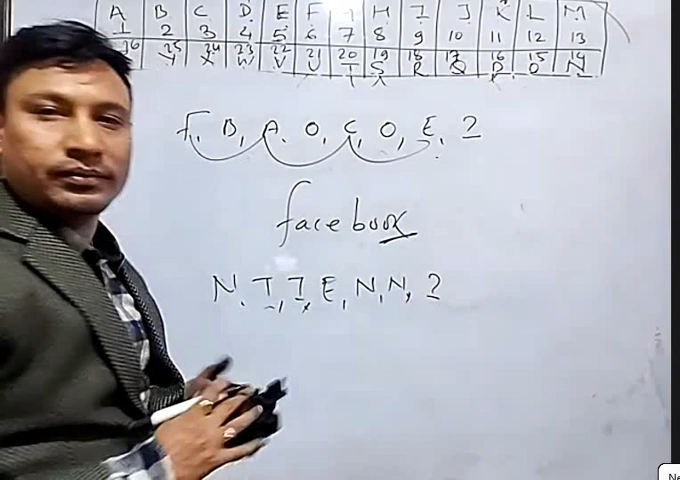 A B C D E F G H I J K L M
1 2 3 4 5 6 7 8 9 10 11 12 13
26 25 24 23 22 21 20 19 18 17 16 15 14
Y X W V U T S R Q P O N
F, B, A, O, C, O, E, ?
facebook
N, T, I, E, N, N, ?
Ne